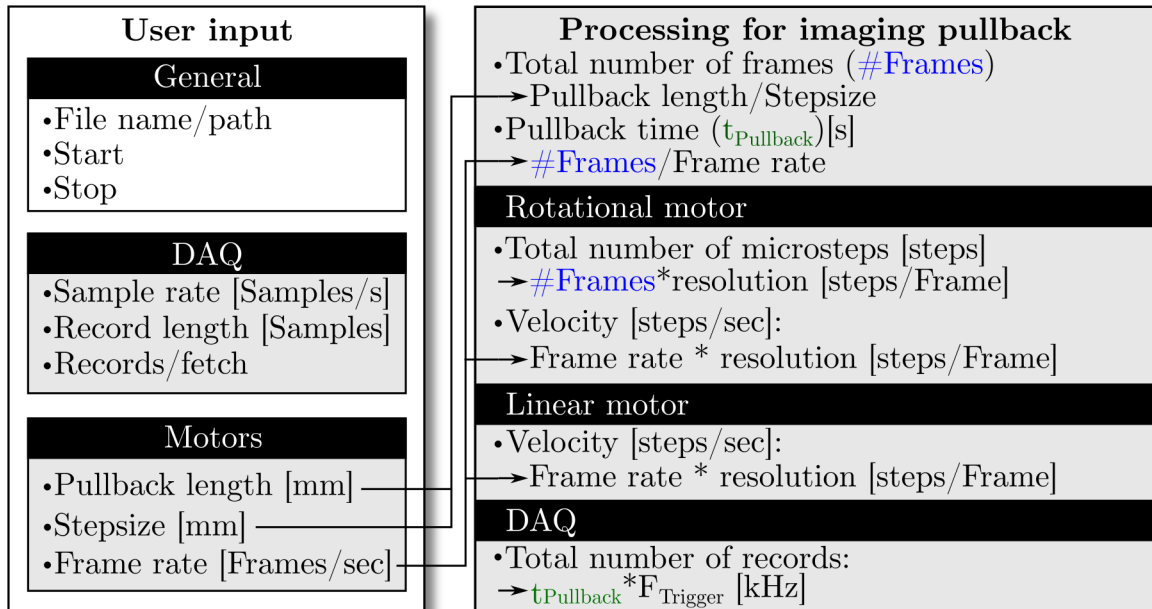 User input
General
•File name/path
•Start
•Stop
DAQ
•Sample rate [Samples/s]
•Record length [Samples]
•Records/fetch
Motors
•Pullback length [mm]
•Stepsize [mm]
•Frame rate [Frames/sec]
Processing for imaging pullback
•Total number of frames (#Frames)
→Pullback length/Stepsize
•Pullback time (tPullback)[s]
→#Frames/Frame rate
Rotational motor
•Total number of microsteps [steps]
→#Frames*resolution [steps/Frame]
•Velocity [steps/sec]:
→Frame rate * resolution [steps/Frame]
Linear motor
•Velocity [steps/sec]:
→Frame rate * resolution [steps/Frame]
DAQ
•Total number of records:
→tPullback*FTrigger [kHz]